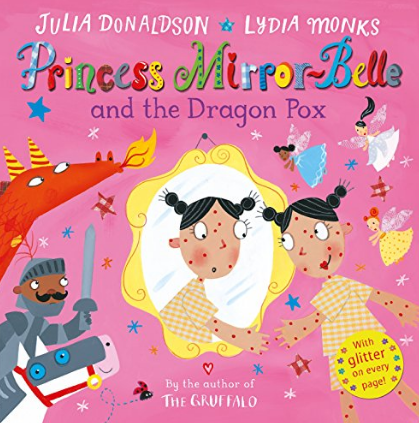 JULIA DONALDSON ★ LYDIA MONKS
Princess Mirror-Belle
and the Dragon Pox
With
glitter
on every
page!
By the author of
THE GRUFFALO